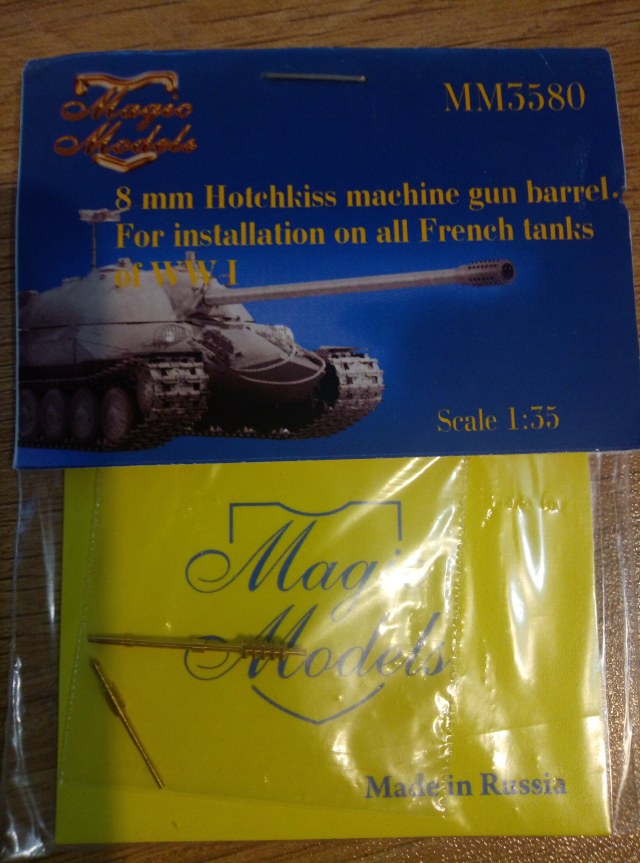 Magic
Models
MM3580
8 mm Hotchkiss machine gun barrel.
For installation on all French tanks
of WW I
Scale 1:35
Magic
Models
Made in Russia